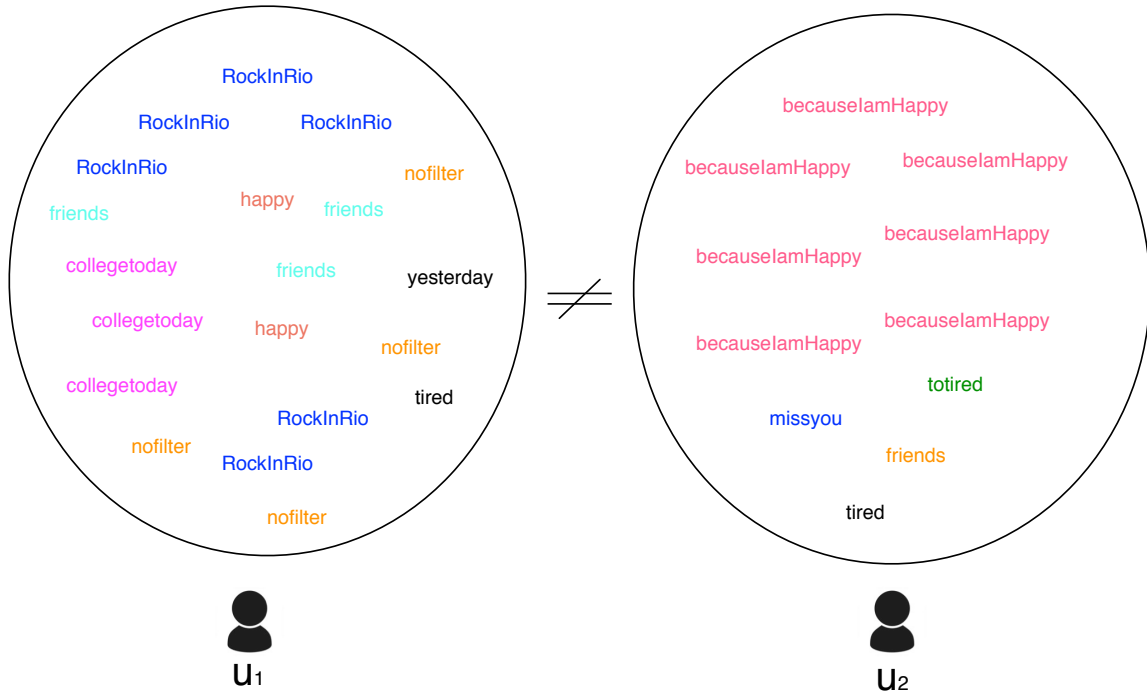 RockInRio
RockInRio RockInRio
RockInRio
nofilter
happy
friends friends
collegetoday
friends
yesterday
collegetoday
happy
nofilter
collegetoday
tired
RockInRio
nofilter
RockInRio
nofilter
u1
becauseIamHappy
becauseIamHappy becauseIamHappy
becauseIamHappy
becauseIamHappy
becauseIamHappy
becauseIamHappy
totired
missyou
friends
tired
u2